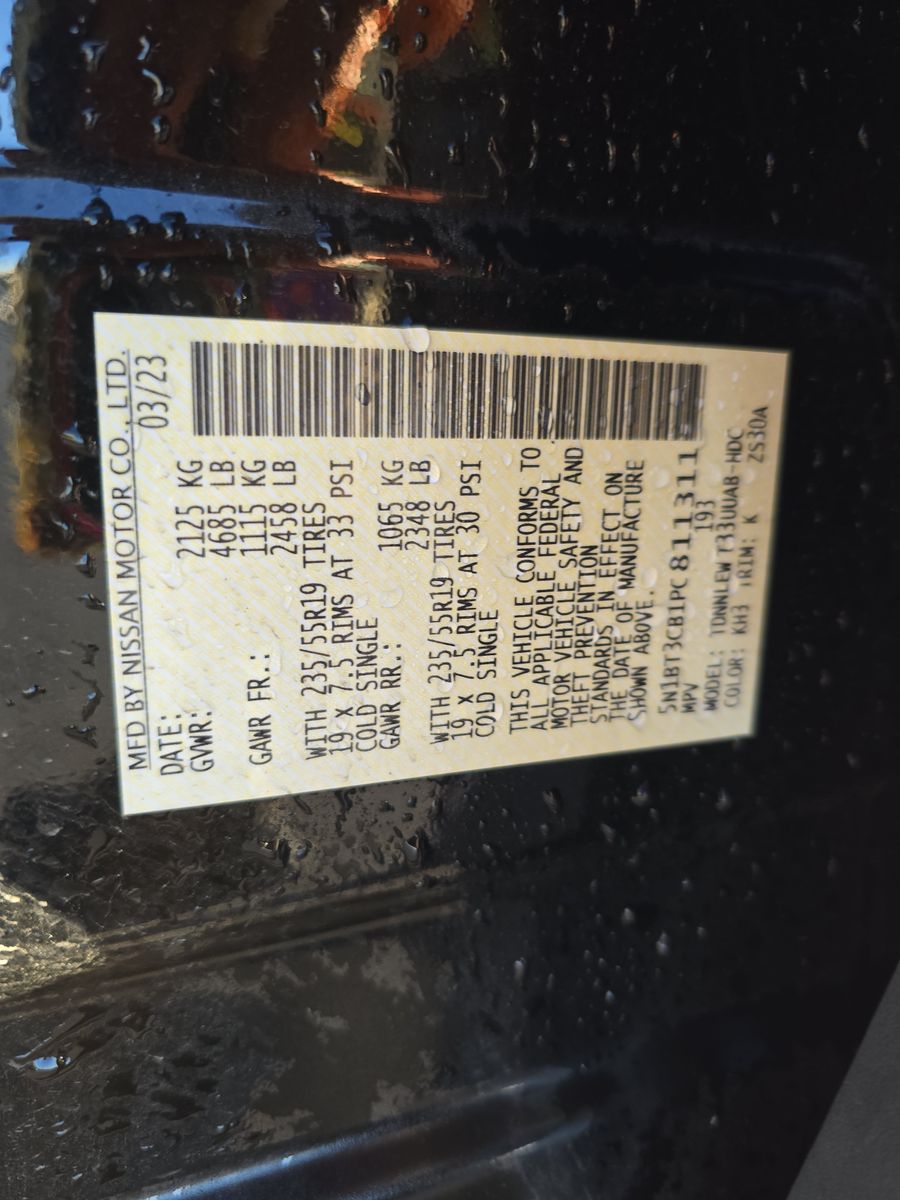 MFD BY NISSAN MOTOR CO., LTD.
DATE: 03/23
GVWR: 2125 KG
4685 LB
GAWR FR.: 1115 KG
2458 LB
WITH 235/55R19 TIRES
19 x 7.5 RIMS AT 33 PSI
COLD SINGLE
GAWR RR.: 1065 KG
2348 LB
WITH 235/55R19 TIRES
19 x 7.5 RIMS AT 30 PSI
COLD SINGLE
THIS VEHICLE CONFORMS TO
ALL APPLICABLE FEDERAL
MOTOR VEHICLE SAFETY AND
THEFT PREVENTION
STANDARDS IN EFFECT ON
THE DATE OF MANUFACTURE
SHOWN ABOVE.
5N1BT3CB1PC811311
MPV 193
MODEL: TDNNLEWT33UUAB-HDC
COLOR: KH3 TRIM: K ZS30A